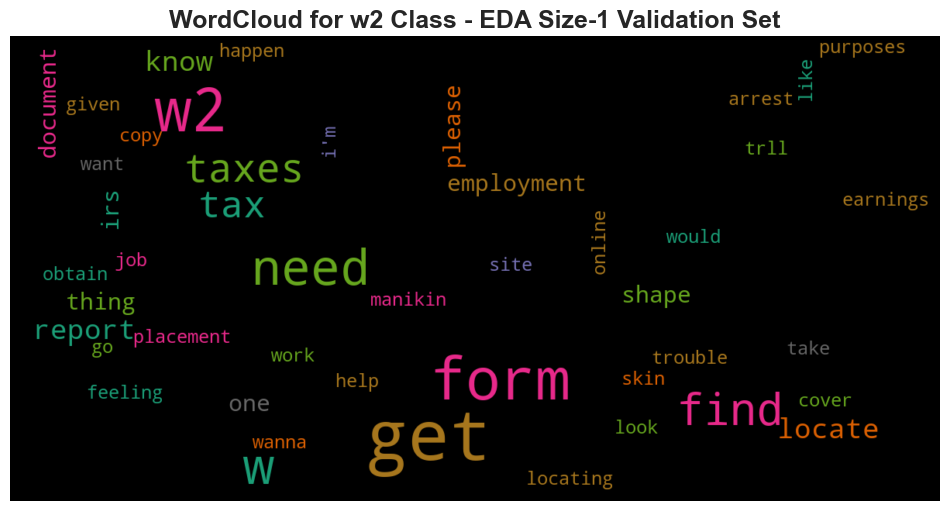 WordCloud for w2 Class - EDA Size-1 Validation Set
happen
purposes
know
document
like
given
w2
please
arrest
copy
i'm
trll
want
taxes
employment
irs
tax
earnings
online
would
job
obtain
need
site
thing
manikin
shape
report
placement
go
work
trouble
take
form
help
skin
feeling
one
find
cover
get
look
locate
wanna
w
locating